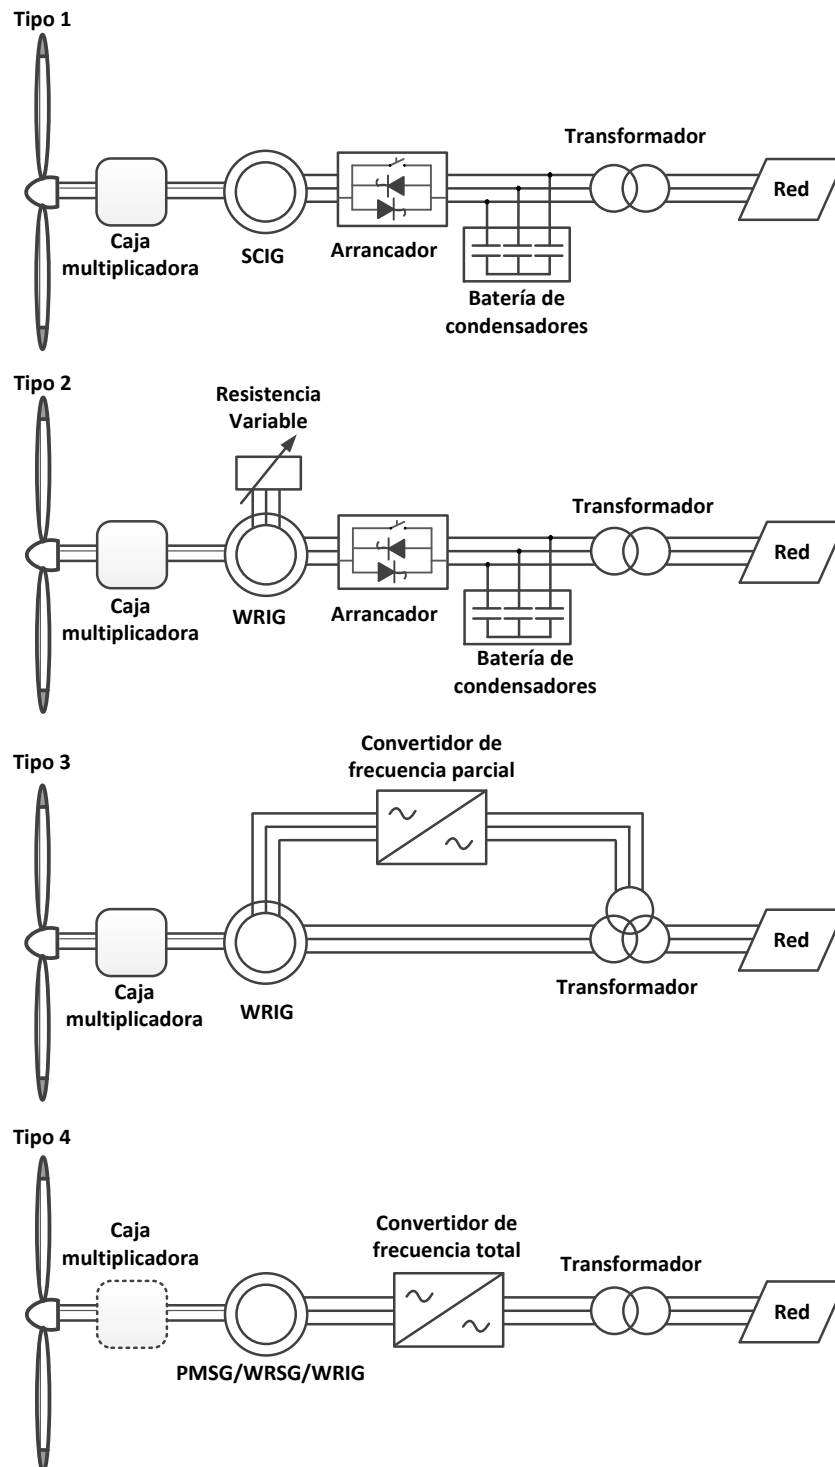 Tipo 1
Transformador
Red
Caja
multiplicadora
SCIG
Arrancador
Batería de
condensadores
Tipo 2
Resistencia
Variable
Transformador
Red
Caja
multiplicadora
WRIG
Arrancador
Batería de
condensadores
Tipo 3
Convertidor de
frecuencia parcial
Red
Caja
multiplicadora
WRIG
Transformador
Tipo 4
Caja
multiplicadora
Convertidor de
frecuencia total
Transformador
Red
PMSG/WRSG/WRIG